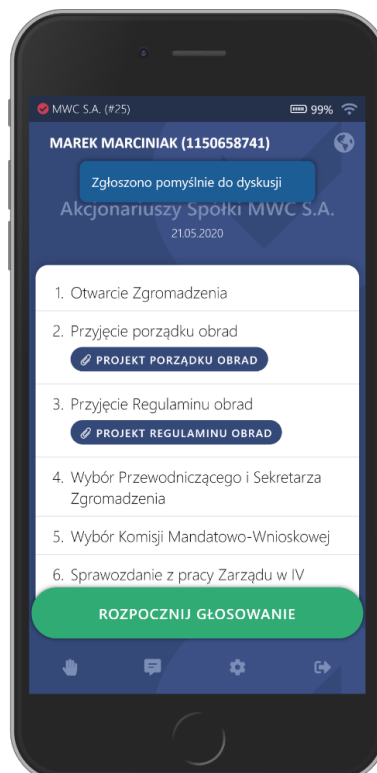 MWC S.A. (#25) 99%
MAREK MARCINIAK (1150658741)
Zgłoszono pomyślnie do dyskusji
Akcjonariuszy Spółki MWC S.A.
21.05.2020
1. Otwarcie Zgromadzenia
2. Przyjęcie porządku obrad
PROJEKT PORZĄDKU OBRAD
3. Przyjęcie Regulaminu obrad
PROJEKT REGULAMINU OBRAD
4. Wybór Przewodniczącego i Sekretarza
Zgromadzenia
5. Wybór Komisji Mandatowo-Wnioskowej
6. Sprawozdanie z pracy Zarządu w IV
ROZPOCZNIJ GŁOSOWANIE